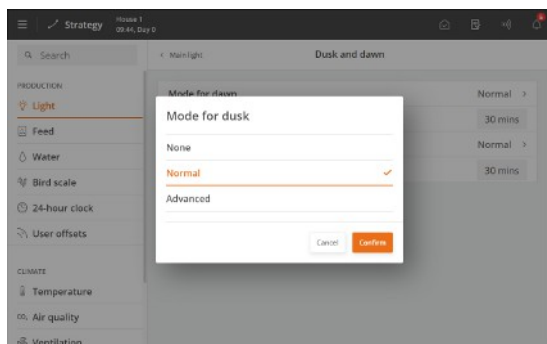 Strategy
House 1
09.44, Day 0
Search
< Main light
Dusk and dawn
PRODUCTION
Light
Feed
Water
Bird scale
24-hour clock
User offsets
CLIMATE
Temperature
CO₂ Air quality
Ventilation
Mode for dawn
Normal >
30 mins
Normal >
30 mins
Mode for dusk
None
Normal
Advanced
Cancel
Confirm